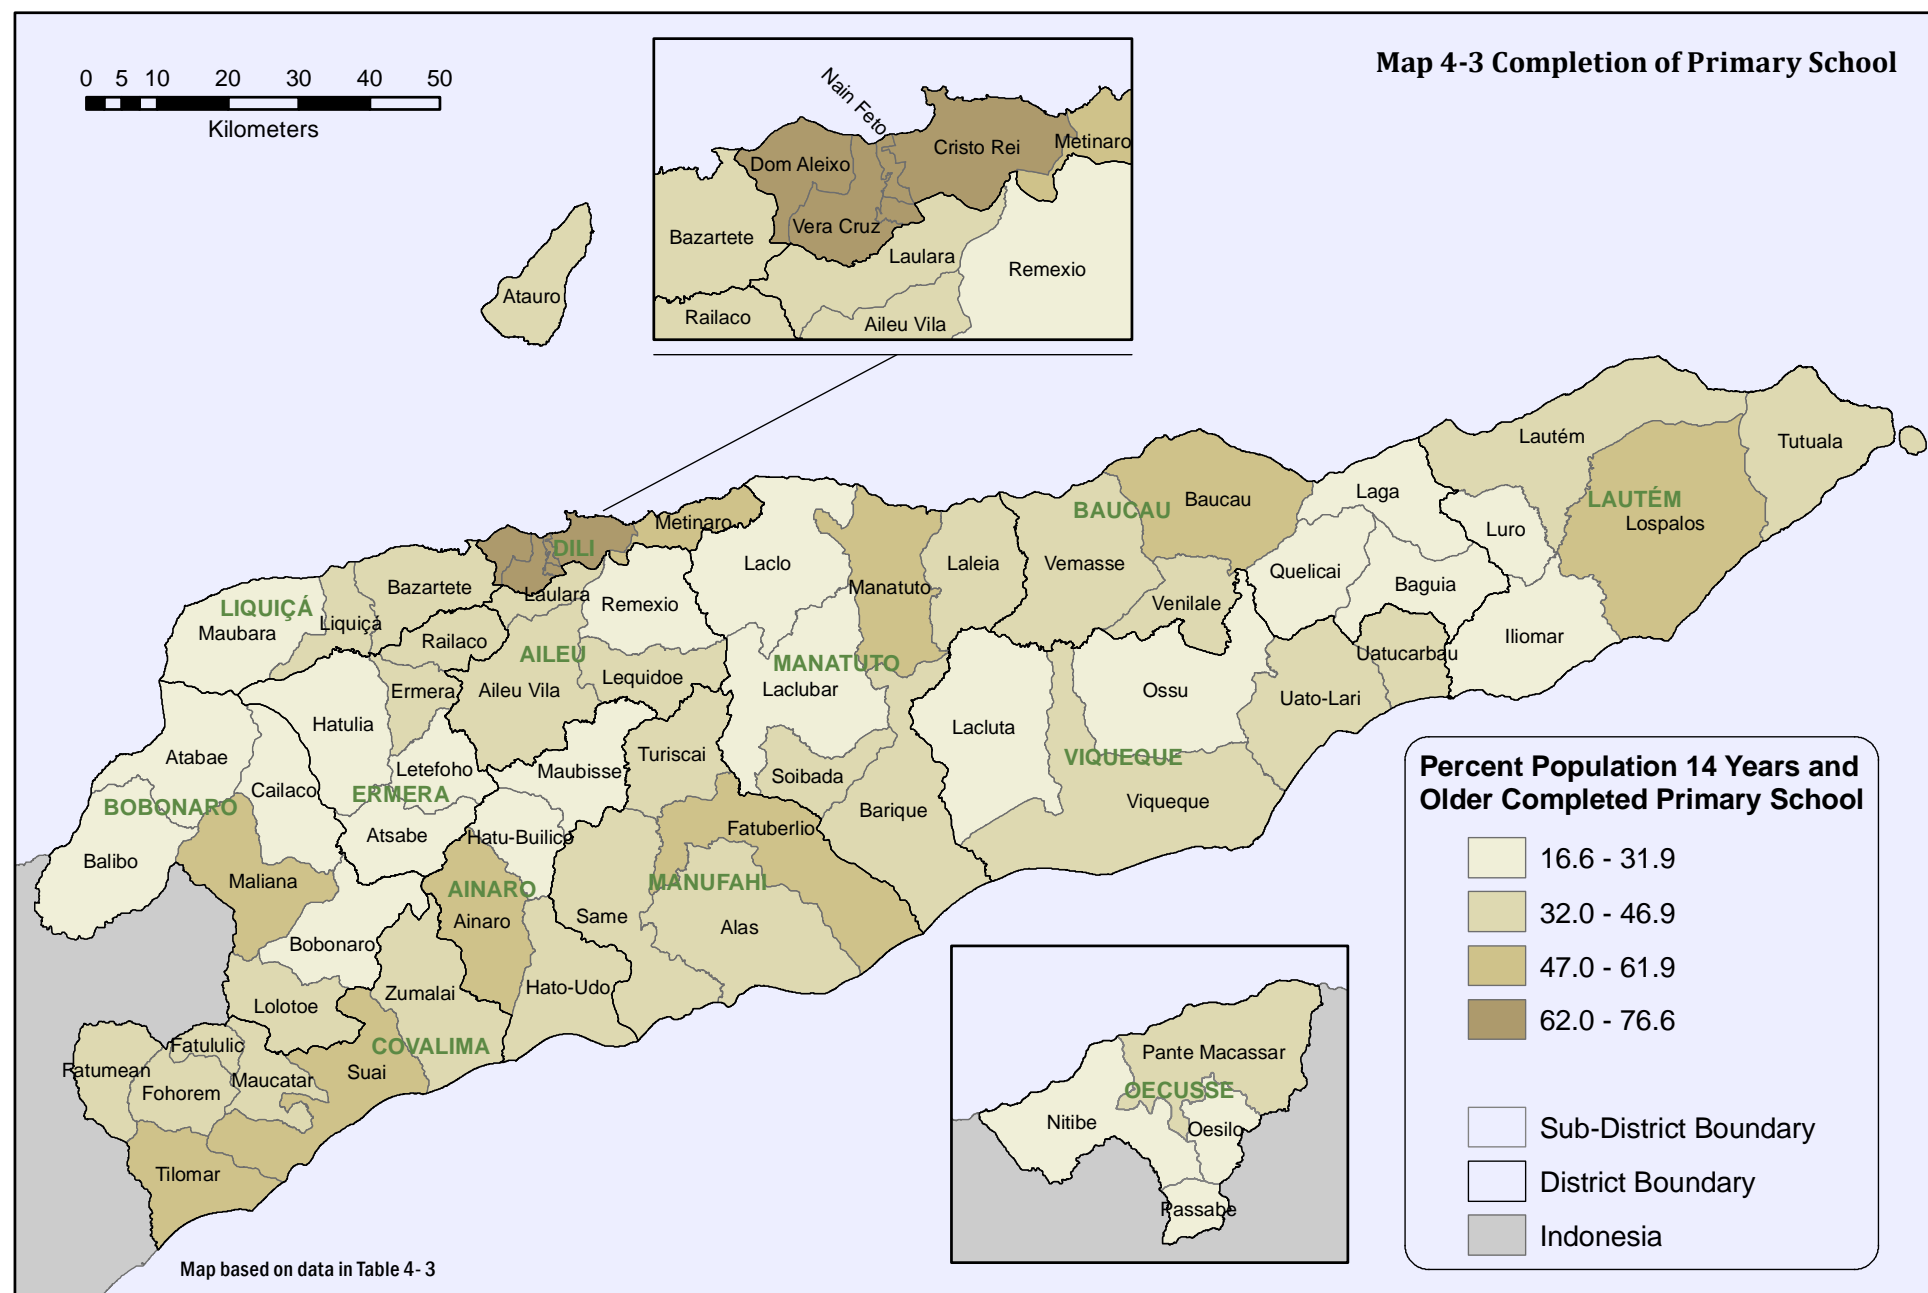 Map 4-3 Completion of Primary School
0 5 10 20 30 40 50
Kilometers
Nain Feto
Cristo Rei
Metinaro
Dom Aleixo
Vera Cruz
Bazartete
Laulara
Remexio
Railaco
Aileu Vila
Atauro
Lautém
Tutuala
LAUTÉM
Lospalos
Laga
Luro
Baucau
BAUCAU
Quelicai
Baguia
Iliomar
Vemasse
Venilale
Laleia
Metinaro
DILI
Laclo
Manatuto
Bazartete
Laulara
Remexio
LIQUIÇÁ
Maubara
Liquiçá
Railaco
AILEU
Lequidoe
MANATUTO
Laclubar
Uatucarbau
Ossu
Uato-Lari
Ermera
Aileu Vila
Hatulia
Lacluta
Turiscai
Atabae
Letefoho
Maubisse
Soibada
VIQUEQUE
Viqueque
Cailaco
ERMERA
BOBONARO
Barique
Atsabe
Hatu-Builico
Fatuberlio
Balibo
Maliana
AINARO
Ainaro
MANUFAHI
Same
Alas
Bobonaro
Zumalai
Hato-Udo
Lolotoe
COVALIMA
Fatululic
Fatumean
Fohorem
Maucatar
Suai
Tilomar
Pante Macassar
OECUSSE
Nitibe
Oesilo
Passabe
Percent Population 14 Years and
Older Completed Primary School
16.6 - 31.9
32.0 - 46.9
47.0 - 61.9
62.0 - 76.6
Sub-District Boundary
District Boundary
Indonesia
Map based on data in Table 4- 3